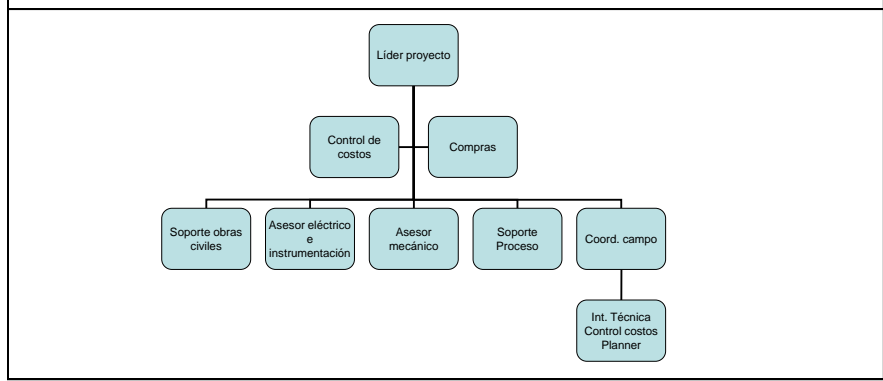 Líder proyecto
Control de
costos
Compras
Soporte obras
civiles
Asesor eléctrico
e
instrumentación
Asesor
mecánico
Soporte
Proceso
Coord. campo
Int. Técnica
Control costos
Planner